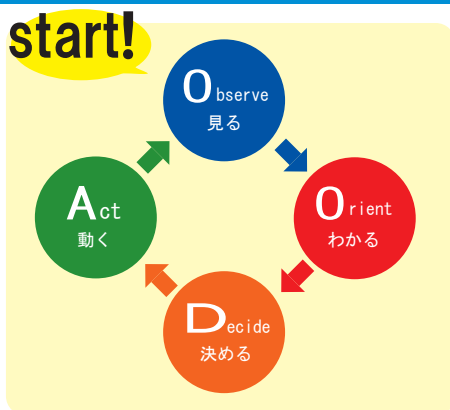 start!
Observe
見る
Orient
わかる
Decide
決める
Act
動く